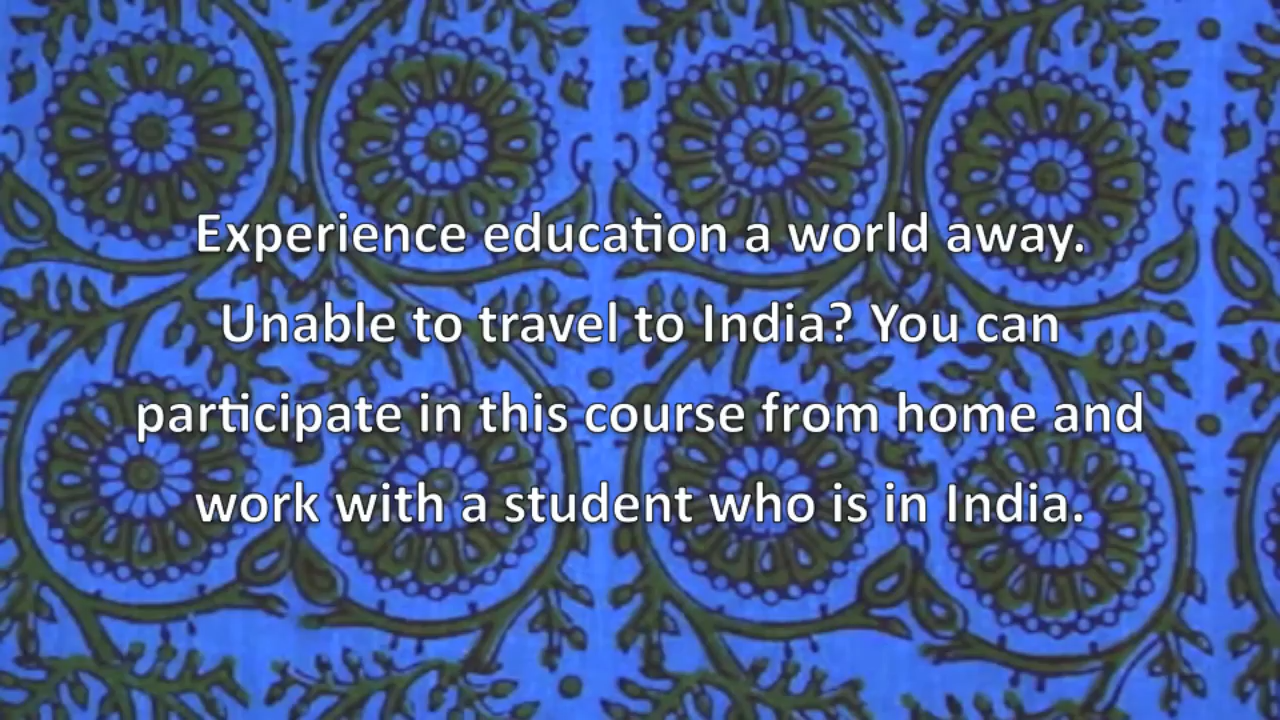 Experience education a world away.
Unable to travel to India? You can
participate in this course from home and
work with a student who is in India.